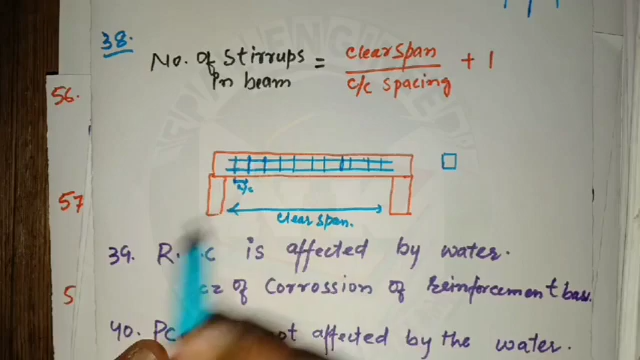 38.
No. of Stirrups in beam = clear span / c/c spacing + 1
56.
c/c
57
clear span.
39. R. c is affected by water.
of Corrossion of reinforcement bar.
5
40. PC ot affected by the water.